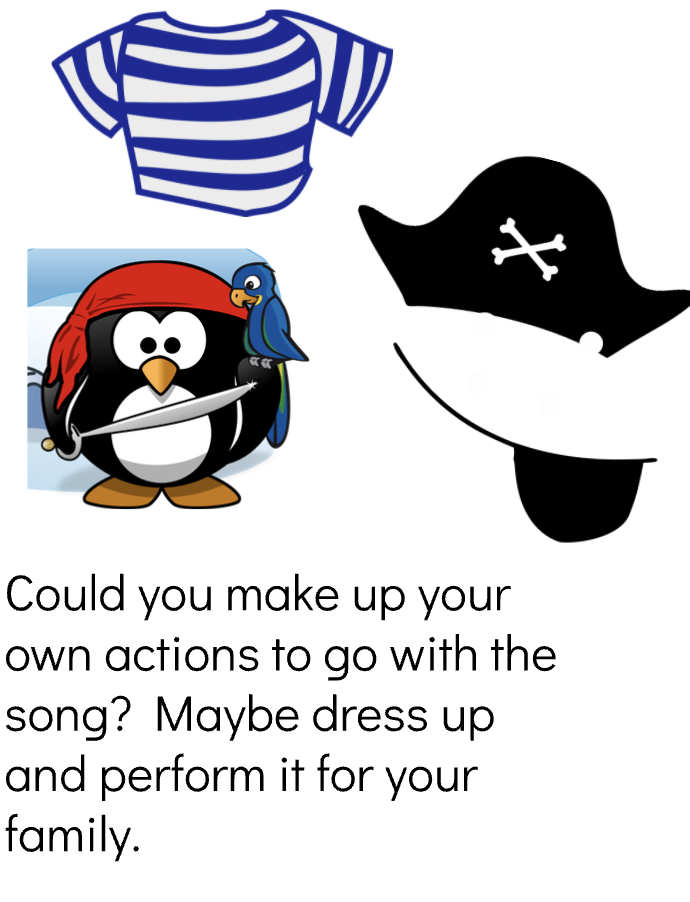 Could you make up your
own actions to go with the
song?  Maybe dress up
and perform it for your
family.